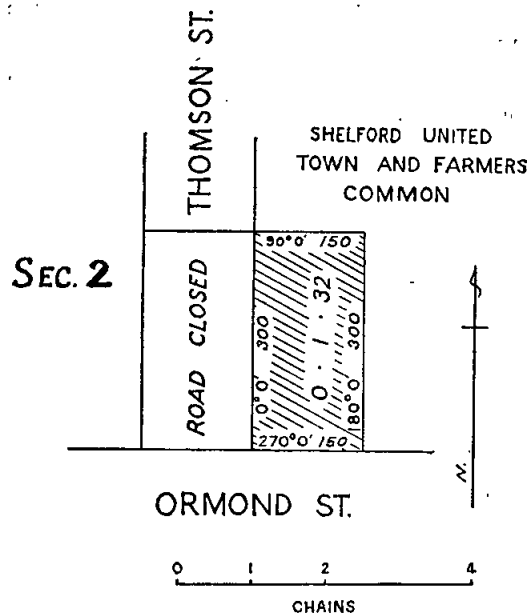 THOMSON ST.
SHELFORD UNITED
TOWN AND FARMERS
COMMON
SEC. 2
ROAD CLOSED
90°0' 150
0°0' 300
0 · 1 · 32
180°0' 300
270°0' 150
N.
ORMOND ST.
0 1 2 4
CHAINS